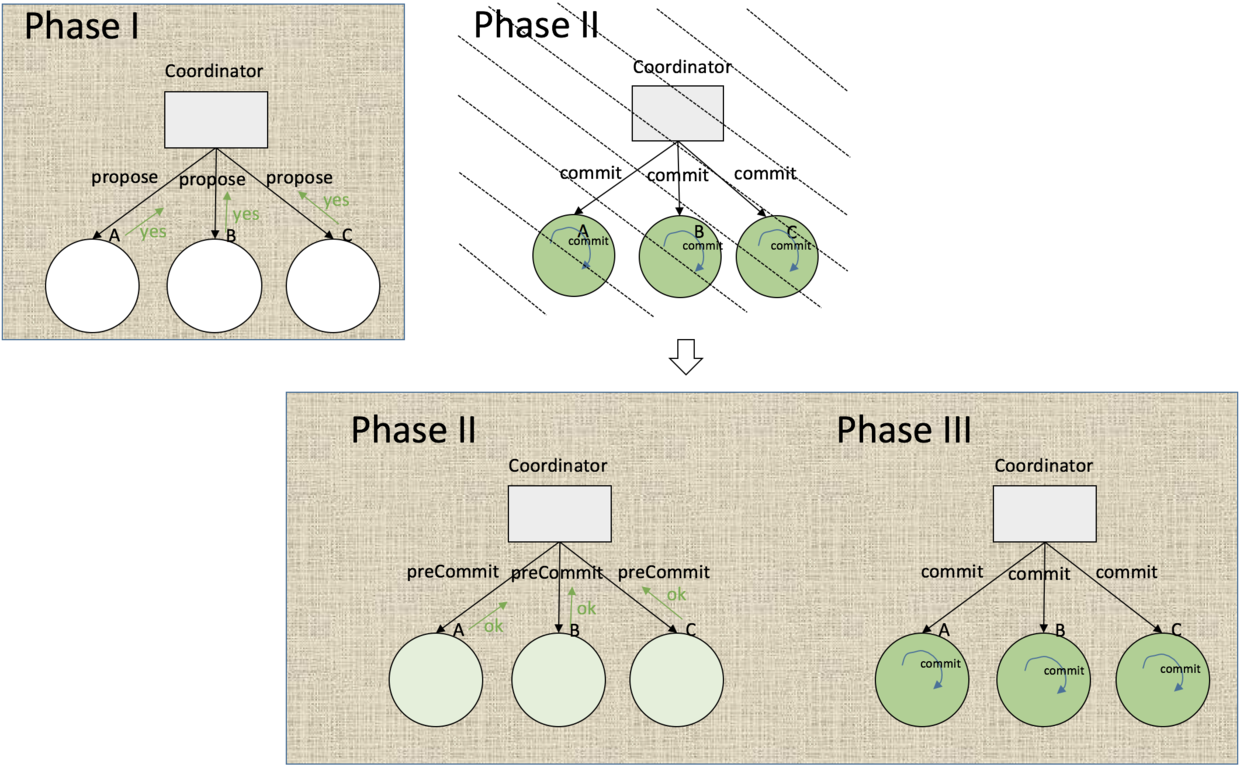 Phase I
Coordinator
propose propose propose
yes yes yes
A B C
Phase II
Coordinator
commit commit commit
A B C
commit commit commit
Phase II
Coordinator
preCommit preCommit preCommit
ok ok ok
A B C
Phase III
Coordinator
commit commit commit
A B C
commit commit commit